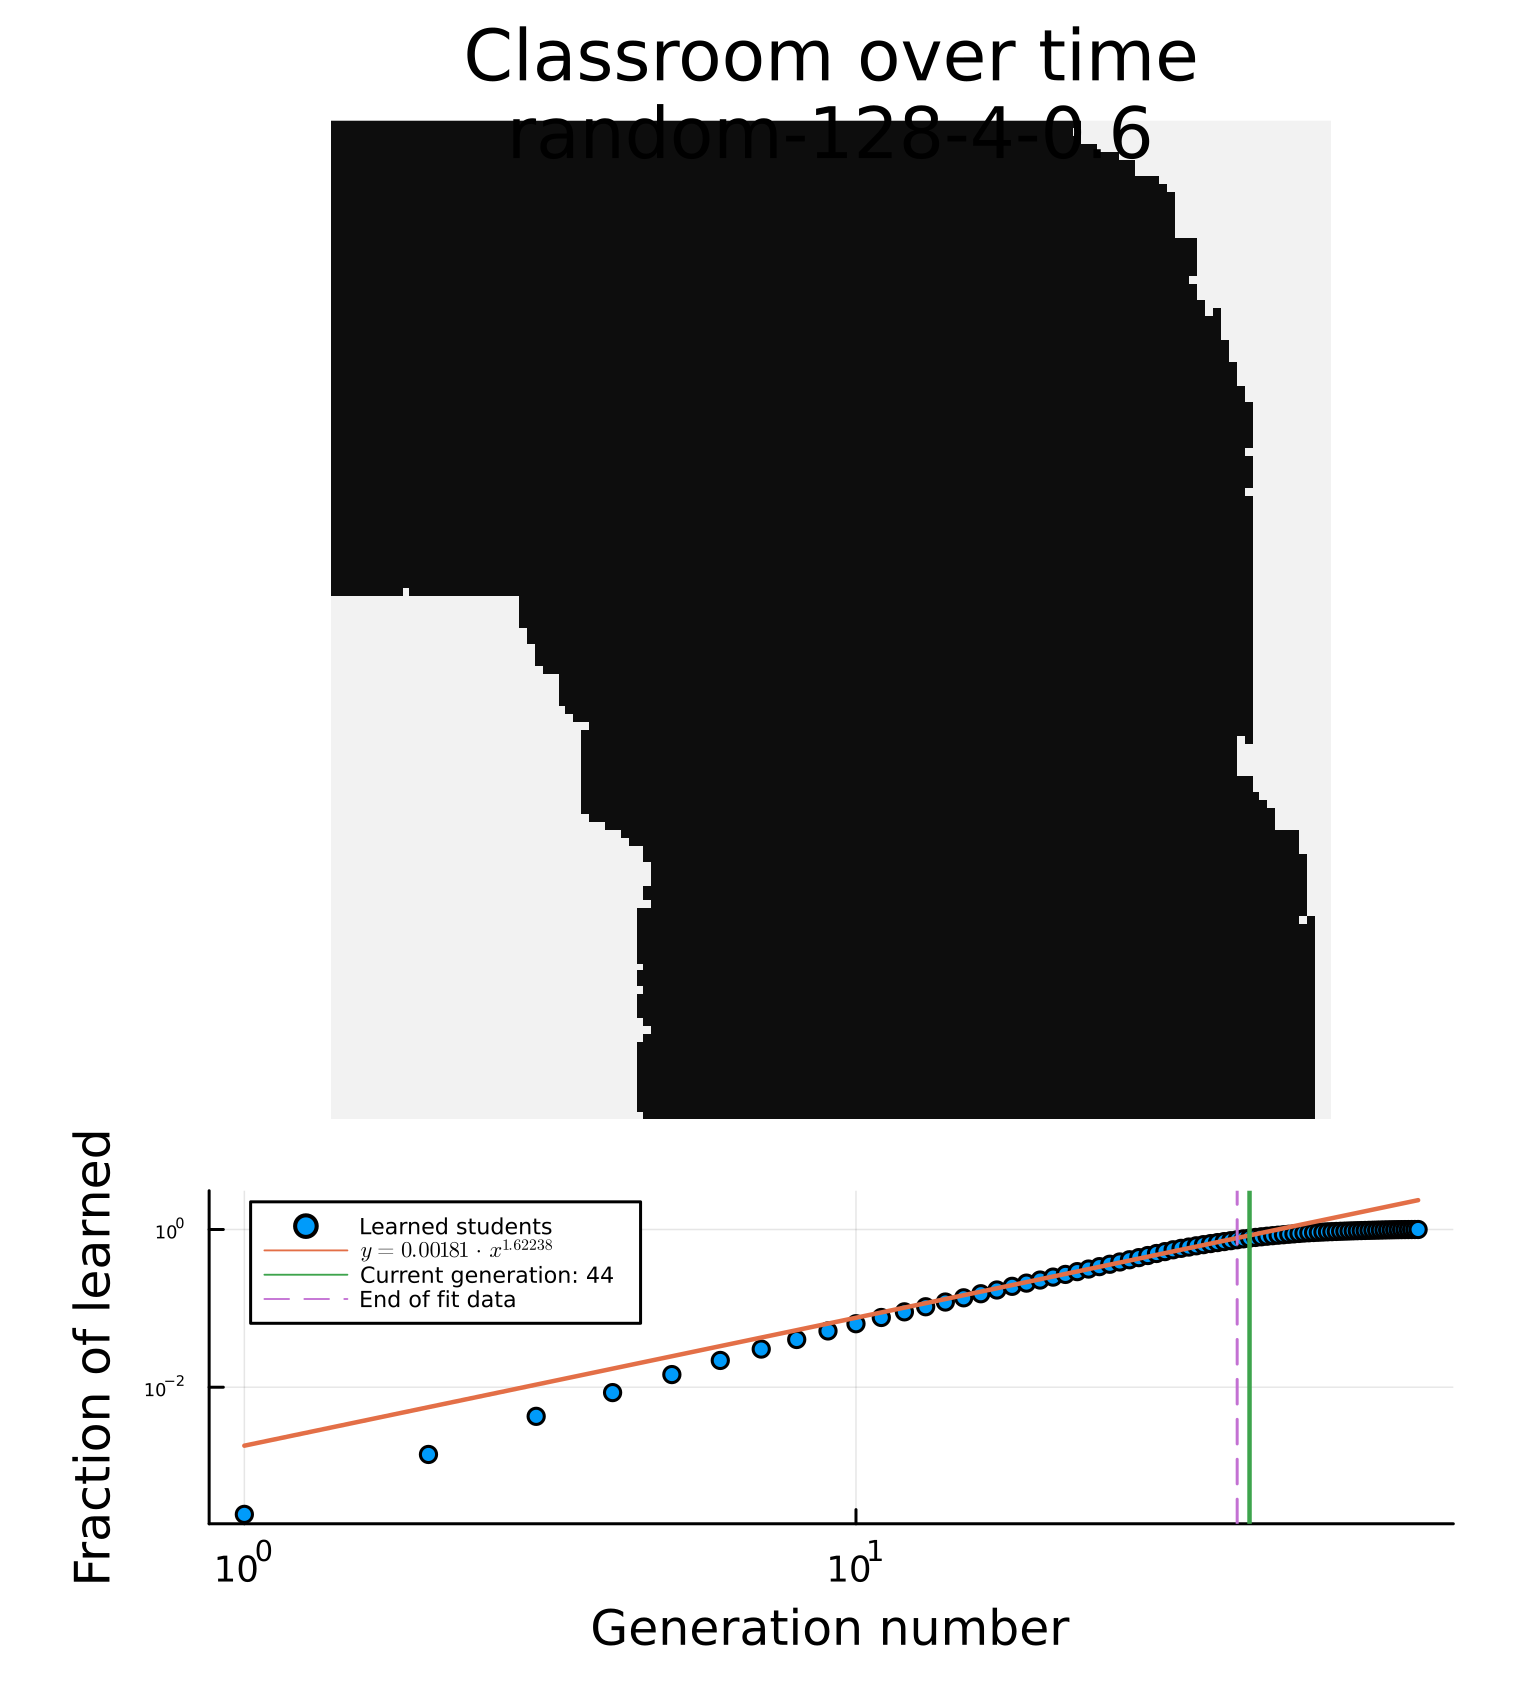 Classroom over time
random-128-4-0.6
Fraction of learned
10⁰
10⁻²
Learned students
y = 0.00181 · x^1.62238
Current generation: 44
End of fit data
10⁰
10¹
Generation number